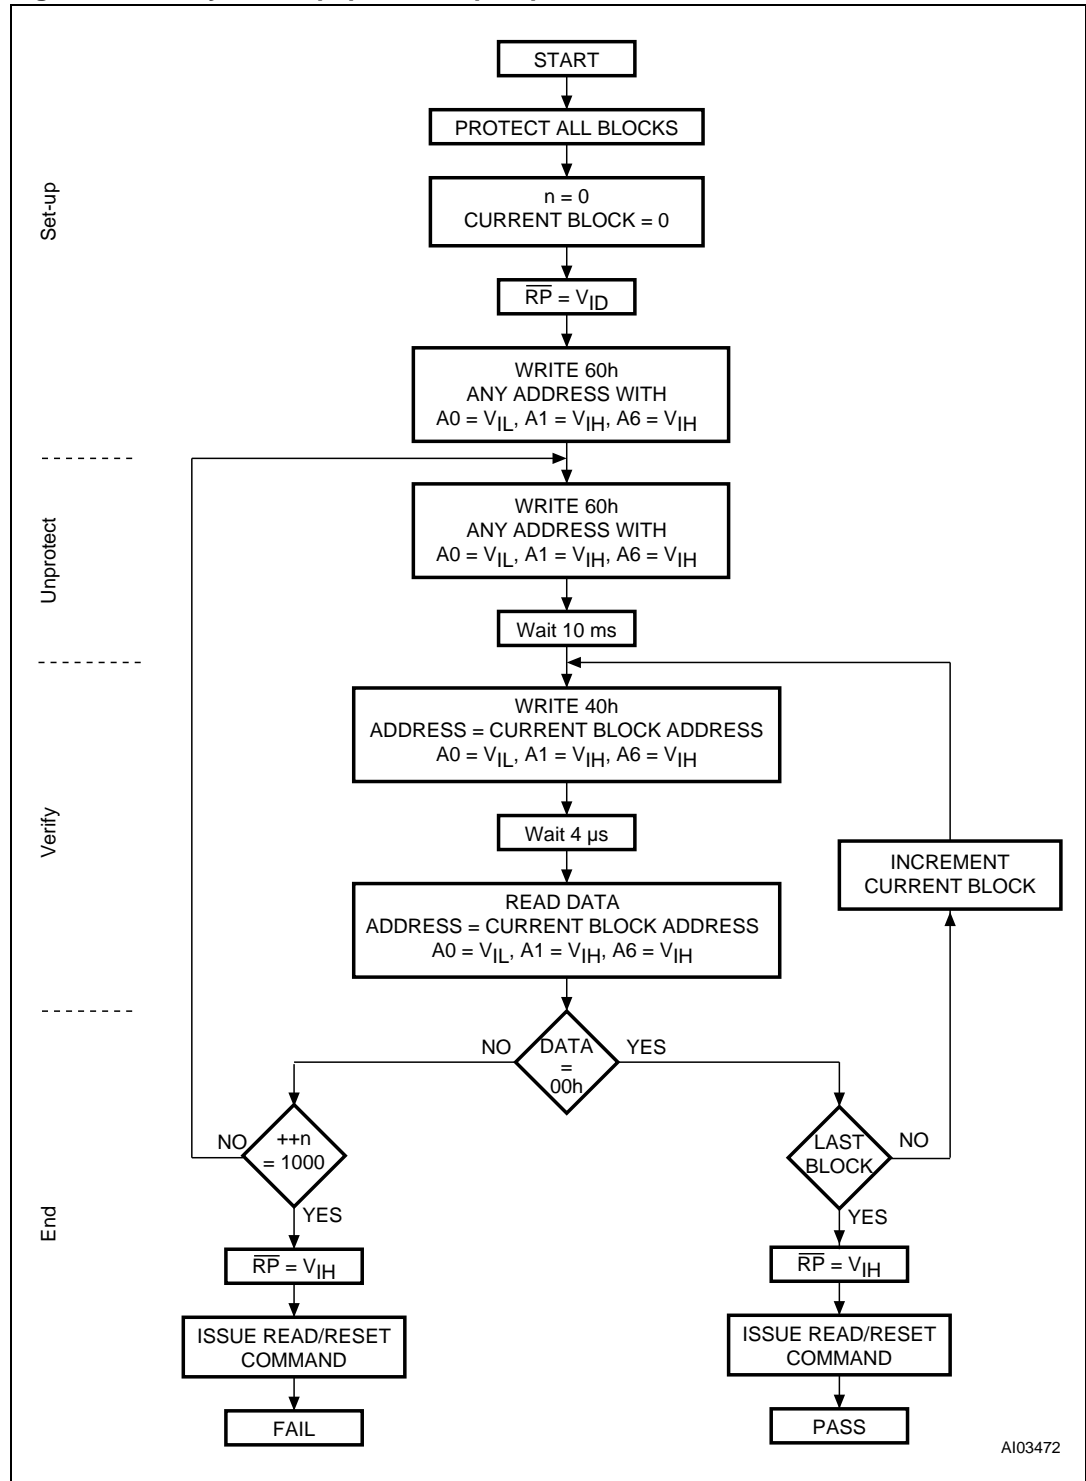 START
PROTECT ALL BLOCKS
n = 0
CURRENT BLOCK = 0
Set-up
RP = VID
WRITE 60h
ANY ADDRESS WITH
A0 = VIL, A1 = VIH, A6 = VIH
WRITE 60h
ANY ADDRESS WITH
A0 = VIL, A1 = VIH, A6 = VIH
Unprotect
Wait 10 ms
WRITE 40h
ADDRESS = CURRENT BLOCK ADDRESS
A0 = VIL, A1 = VIH, A6 = VIH
Wait 4 µs
Verify
INCREMENT
CURRENT BLOCK
READ DATA
ADDRESS = CURRENT BLOCK ADDRESS
A0 = VIL, A1 = VIH, A6 = VIH
NO
DATA
=
00h
YES
NO
++n
= 1000
LAST
BLOCK
NO
YES
YES
End
RP = VIH
RP = VIH
ISSUE READ/RESET
COMMAND
ISSUE READ/RESET
COMMAND
FAIL
PASS
AI03472